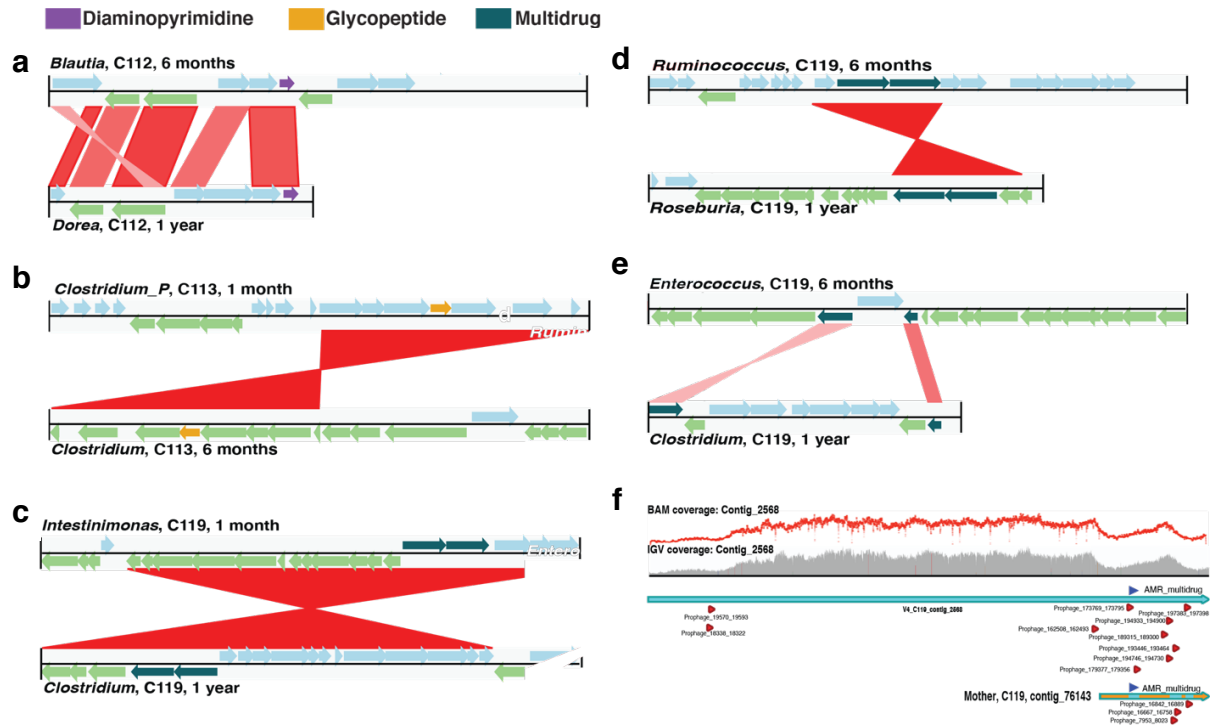 Diaminopyrimidine Glycopeptide Multidrug
a
Blautia, C112, 6 months
Dorea, C112, 1 year
b
Clostridium_P, C113, 1 month
d
Rumin
Clostridium, C113, 6 months
c
Intestinimonas, C119, 1 month
Entero
Clostridium, C119, 1 year
d
Ruminococcus, C119, 6 months
Roseburia, C119, 1 year
e
Enterococcus, C119, 6 months
Clostridium, C119, 1 year
f
BAM coverage: Contig_2568
IGV coverage: Contig_2568
AMR_multidrug
V4_C119_contig_2568
Prophage_19570_19593
Prophage_18338_18322
Prophage_173769_173795
Prophage_197383_197398
Prophage_194933_194900
Prophage_162508_162493
Prophage_189315_189300
Prophage_193446_193464
Prophage_194746_194730
Prophage_179377_179356
Mother, C119, contig_76143
AMR_multidrug
Prophage_16842_16889
Prophage_16667_16758
Prophage_7953_8023